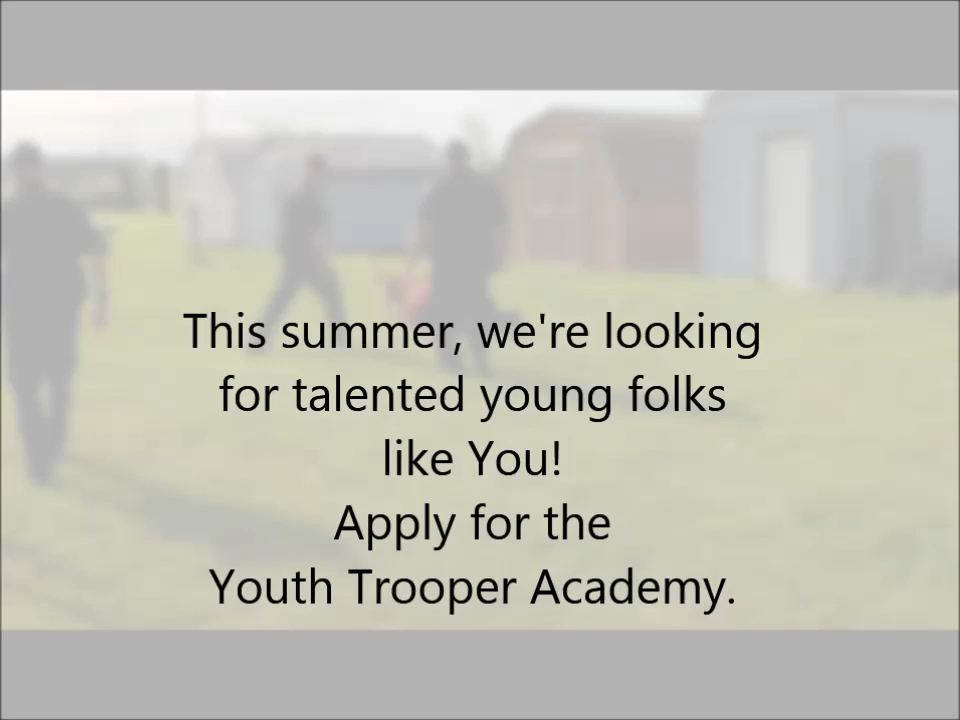 This summer, we're looking
for talented young folks
like You!
Apply for the
Youth Trooper Academy.